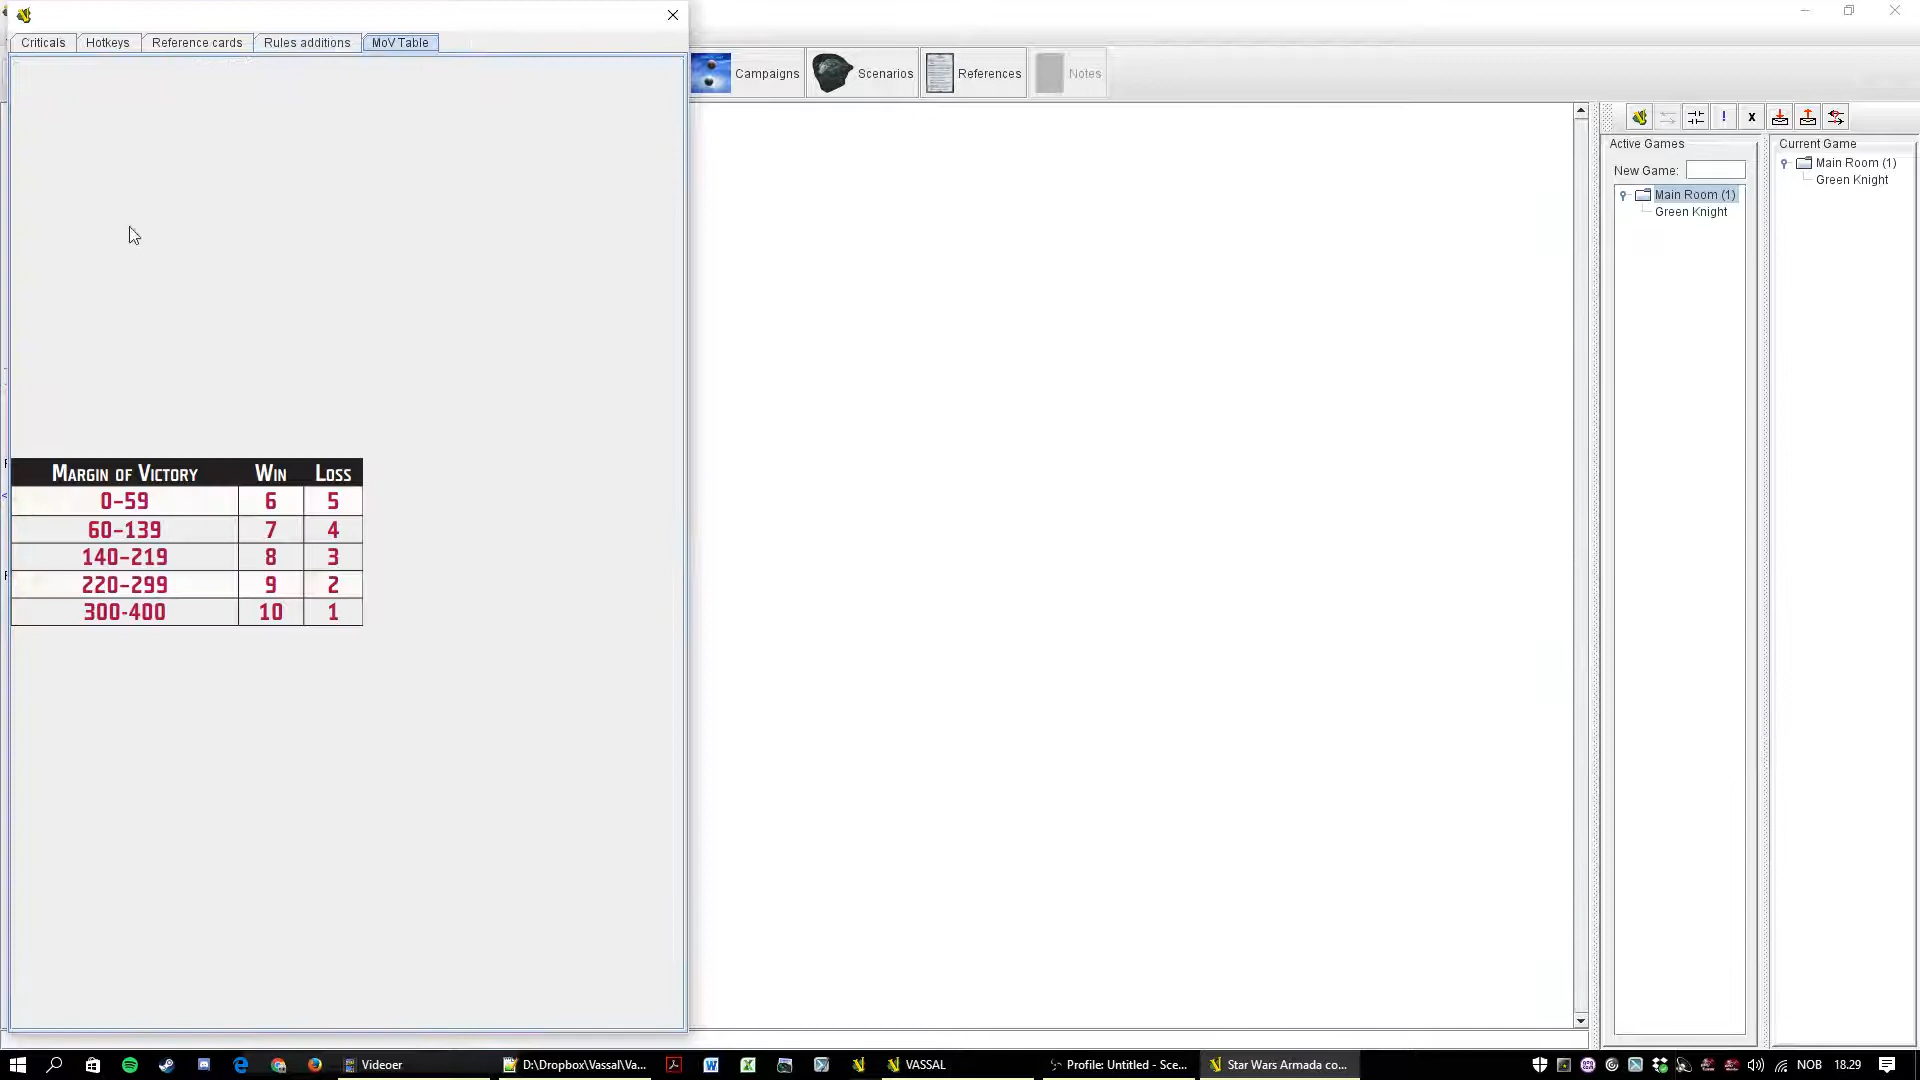 Criticals Hotkeys Reference cards Rules additions MoV Table
Campaigns Scenarios References Notes
! x
Active Games Current Game
New Game:
Main Room (1)
Green Knight
Main Room (1)
Green Knight
MARGIN OF VICTORY WIN LOSS
0-59 6 5
60-139 7 4
140-219 8 3
220-299 9 2
300-400 10 1
Videoer D:\Dropbox\Vassal\Va... VASSAL Profile: Untitled - Sce... Star Wars Armada co... NOB 18.29